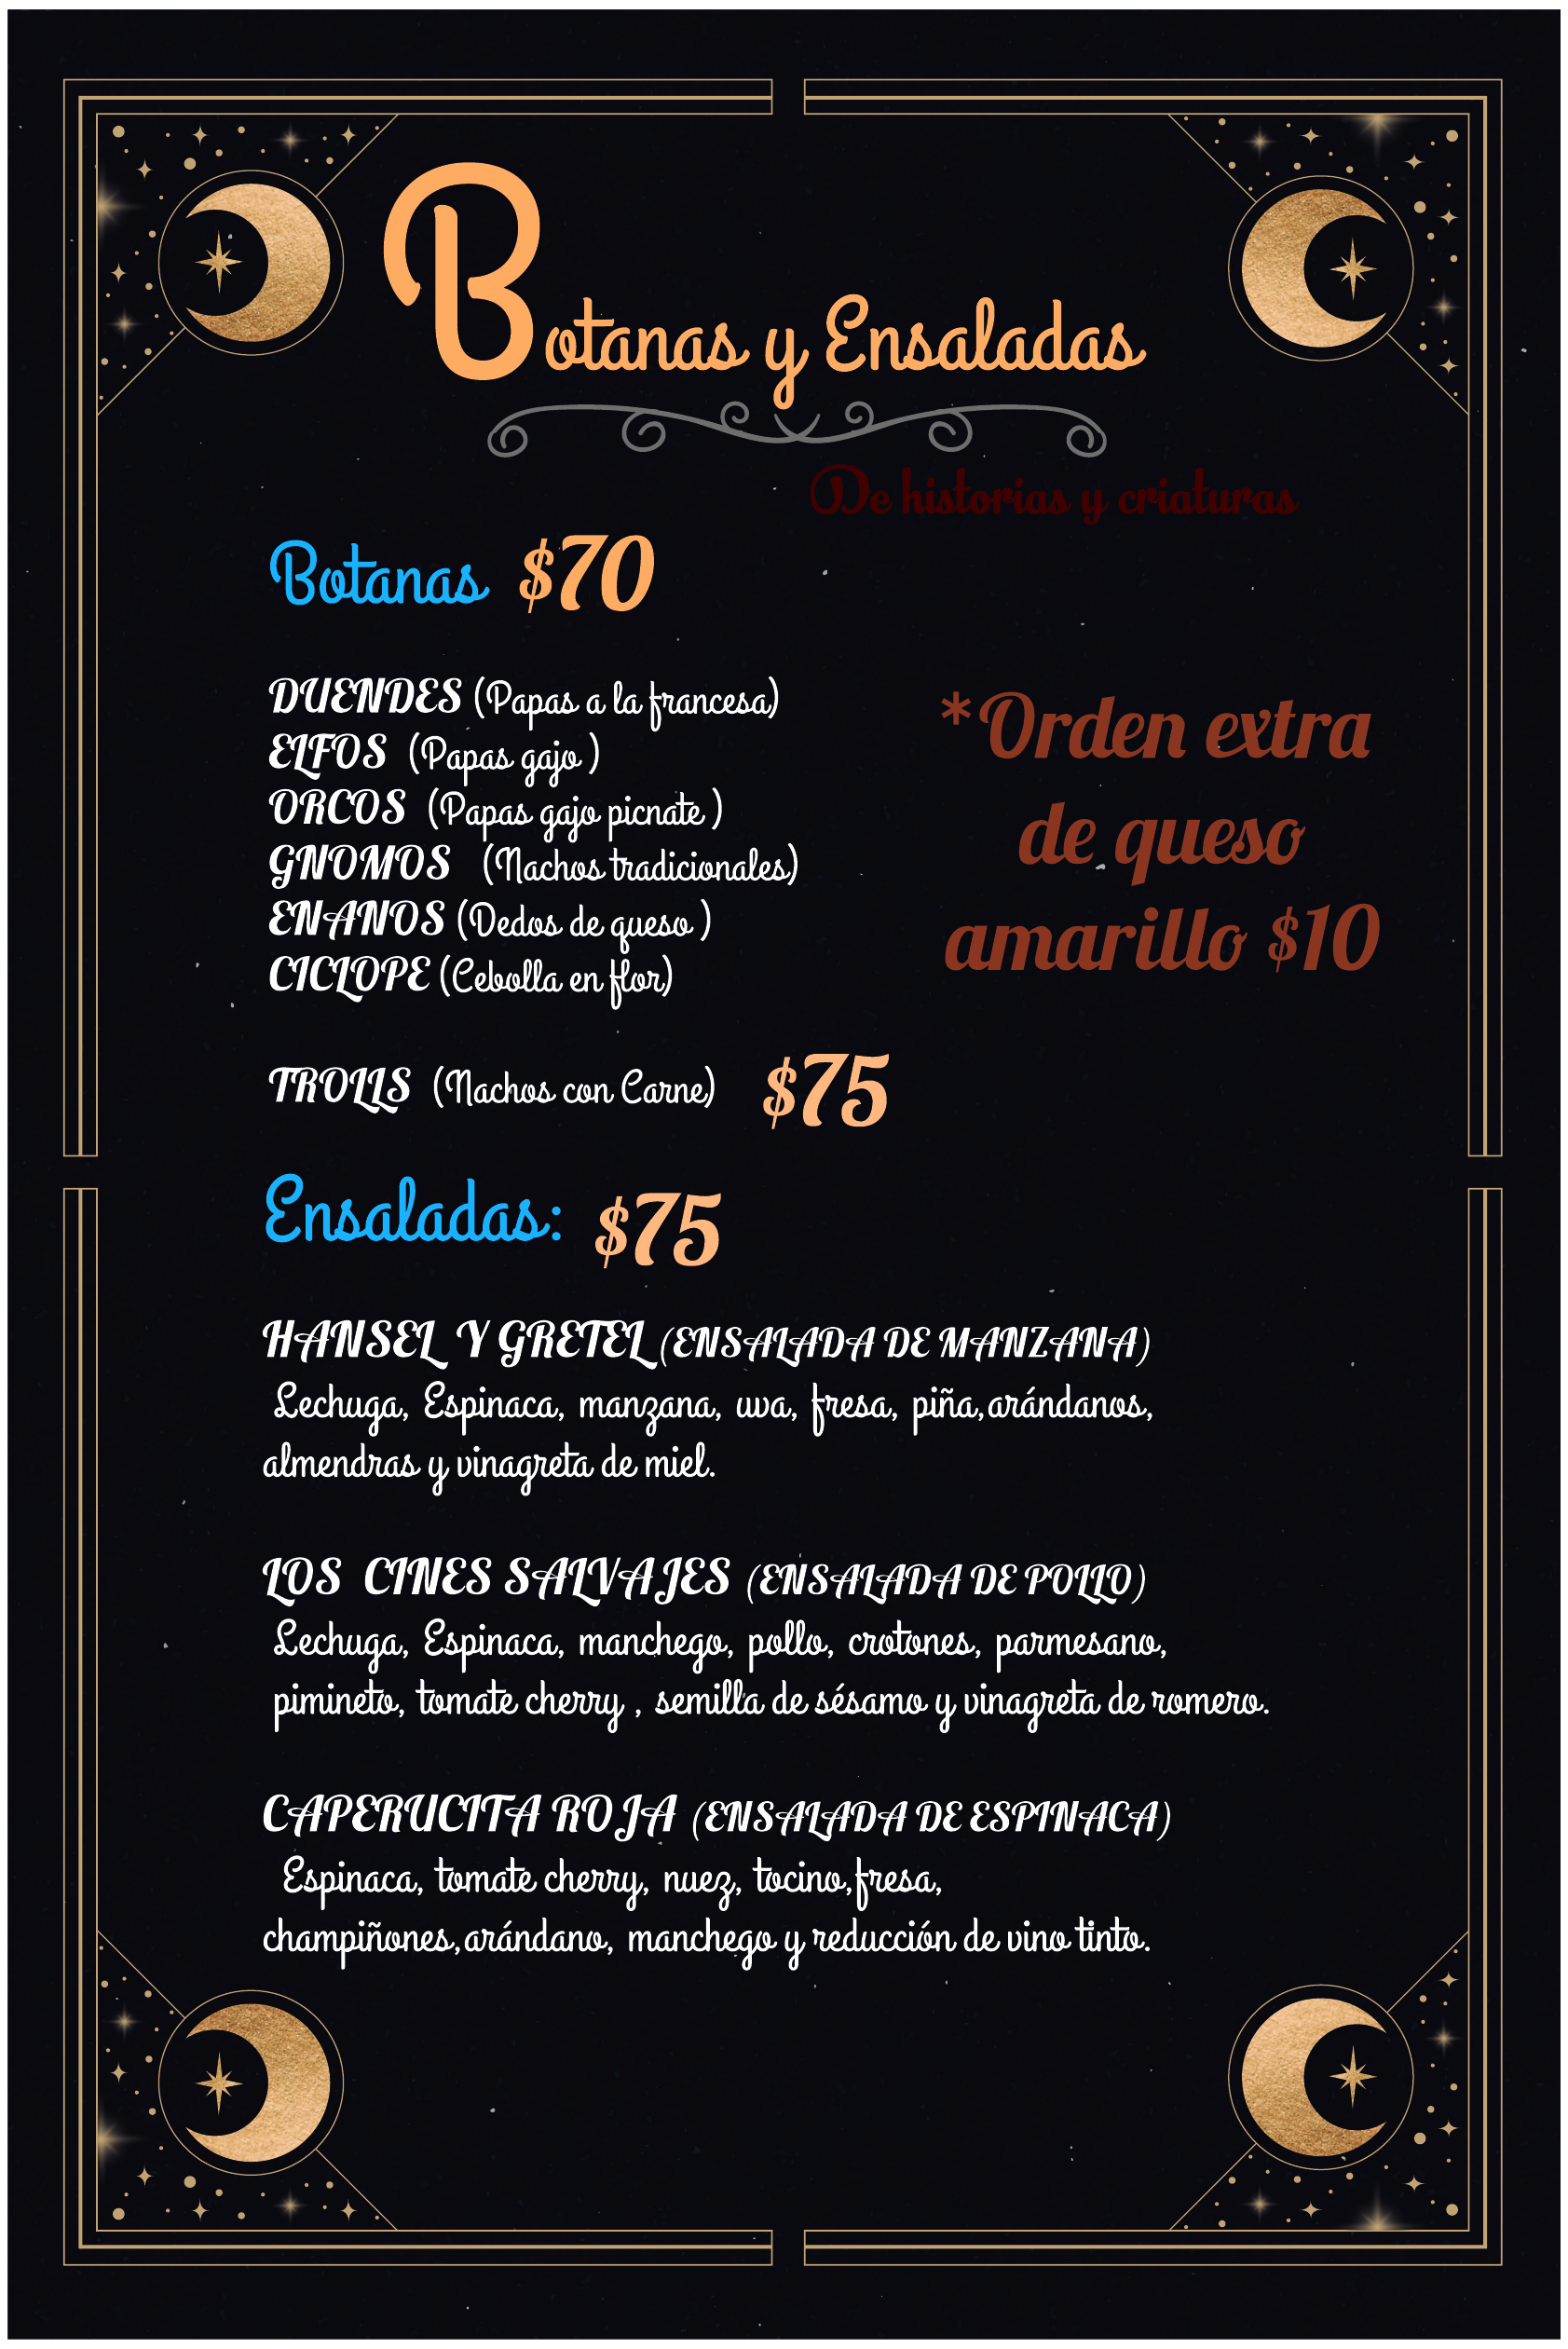 Botanas y Ensaladas
De historias y criaturas
Botanas $70
DUENDES (Papas a la francesa)
ELFOS (Papas gajo )
ORCOS (Papas gajo picnate )
GNOMOS (Nachos tradicionales)
ENANOS (Dedos de queso )
CICLOPE (Cebolla en flor)
*Orden extra
de queso
amarillo $10
TROLLS (Nachos con Carne) $75
Ensaladas: $75
HANSEL Y GRETEL (ENSALADA DE MANZANA)
Lechuga, Espinaca, manzana, uva, fresa, piña,arándanos,
almendras y vinagreta de miel.
LOS CINES SALVAJES (ENSALADA DE POLLO)
Lechuga, Espinaca, manchego, pollo, crotones, parmesano,
pimineto, tomate cherry , semilla de sésamo y vinagreta de romero.
CAPERUCITA ROJA (ENSALADA DE ESPINACA)
Espinaca, tomate cherry, nuez, tocino,fresa,
champiñones,arándano, manchego y reducción de vino tinto.